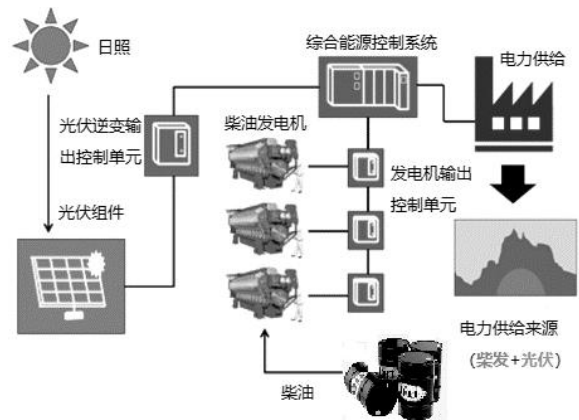 日照
综合能源控制系统
电力供给
光伏逆变输
出控制单元
柴油发电机
发电机输出
控制单元
光伏组件
电力供给来源
(柴发+光伏)
柴油